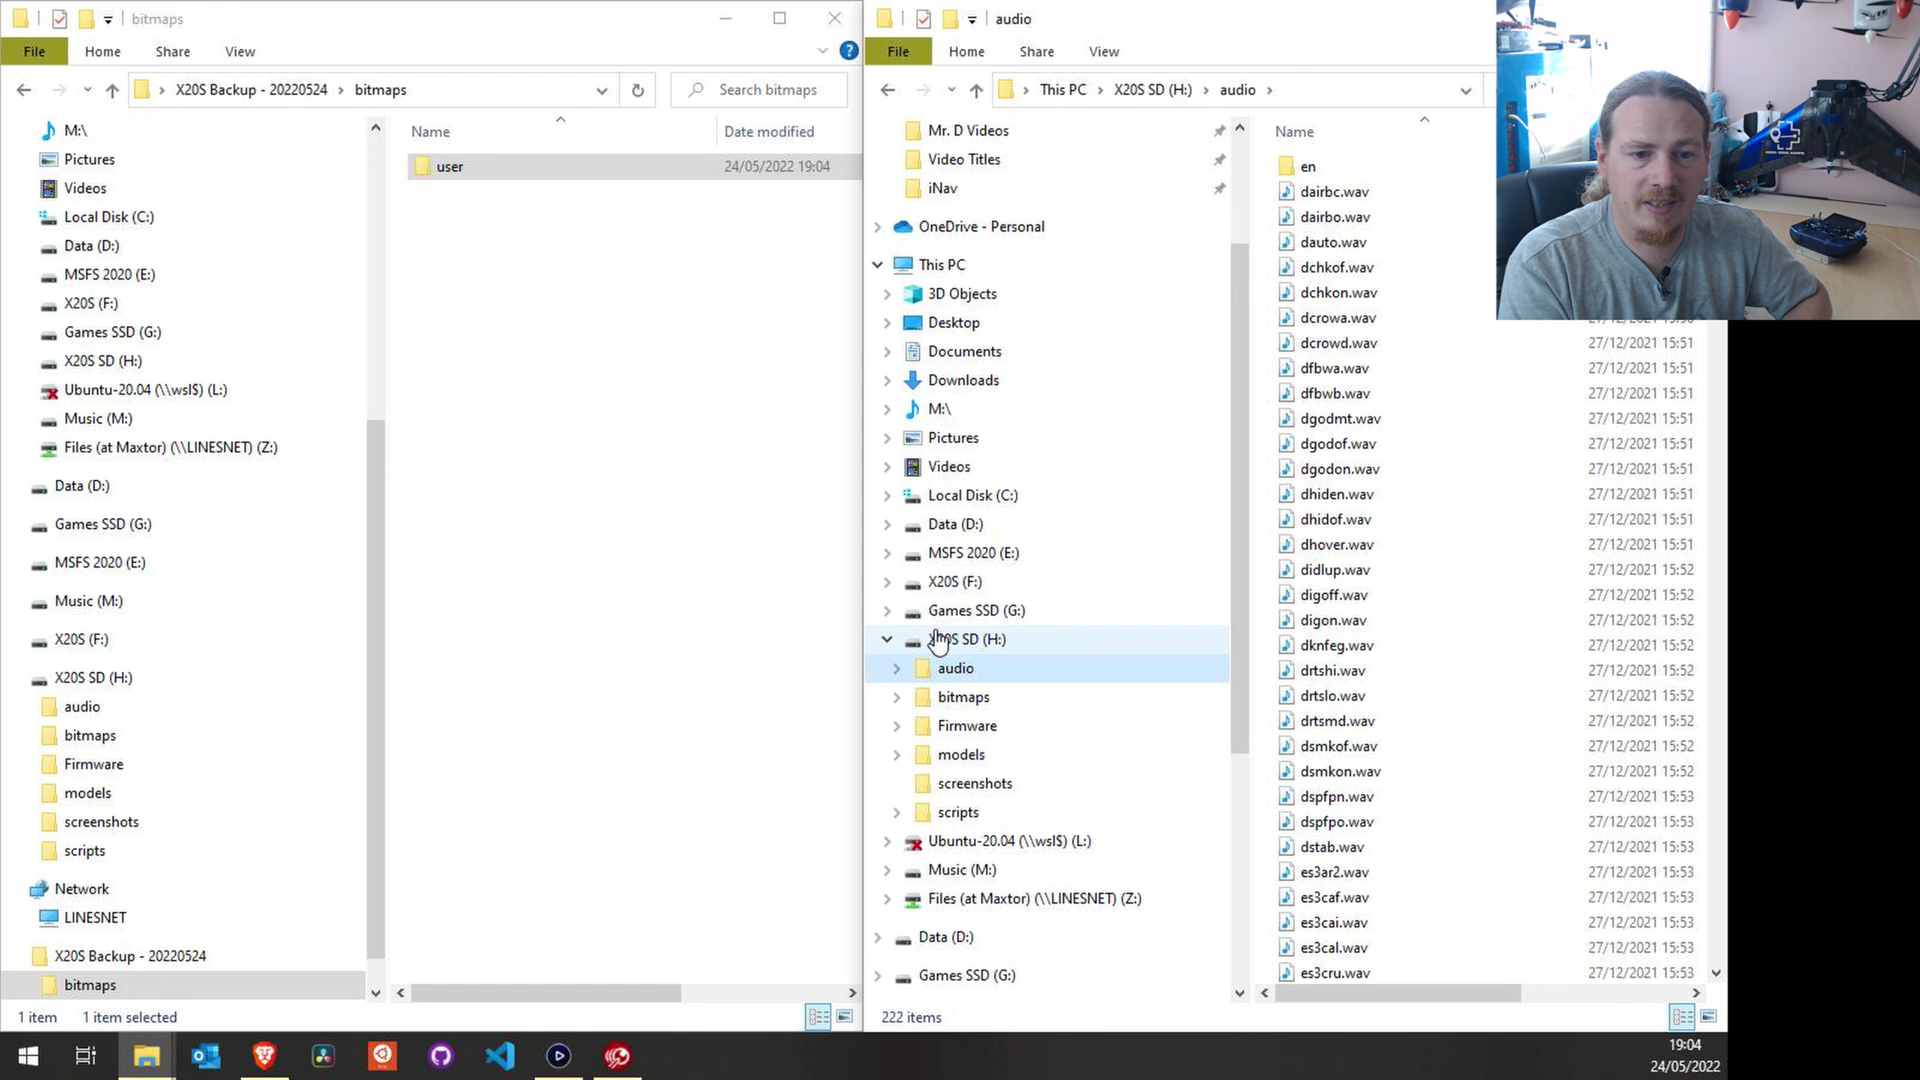 bitmaps
File Home Share View
X20S Backup - 20220524 › bitmaps
Search bitmaps
M:\
Pictures
Videos
Local Disk (C:)
Data (D:)
MSFS 2020 (E:)
X20S (F:)
Games SSD (G:)
X20S SD (H:)
Ubuntu-20.04 (\\wsl$) (L:)
Music (M:)
Files (at Maxtor) (\\LINESNET) (Z:)
Data (D:)
Games SSD (G:)
MSFS 2020 (E:)
Music (M:)
X20S (F:)
X20S SD (H:)
audio
bitmaps
Firmware
models
screenshots
scripts
Network
LINESNET
X20S Backup - 20220524
bitmaps
Name Date modified
user 24/05/2022 19:04
1 item 1 item selected
audio
File Home Share View
This PC › X20S SD (H:) › audio ›
Mr. D Videos
Video Titles
iNav
OneDrive - Personal
This PC
3D Objects
Desktop
Documents
Downloads
M:\
Pictures
Videos
Local Disk (C:)
Data (D:)
MSFS 2020 (E:)
X20S (F:)
Games SSD (G:)
X20S SD (H:)
audio
bitmaps
Firmware
models
screenshots
scripts
Ubuntu-20.04 (\\wsl$) (L:)
Music (M:)
Files (at Maxtor) (\\LINESNET) (Z:)
Data (D:)
Games SSD (G:)
Name
en
dairbc.wav
dairbo.wav
dauto.wav
dchkof.wav
dchkon.wav
dcrowa.wav
dcrowd.wav 27/12/2021 15:51
dfbwa.wav 27/12/2021 15:51
dfbwb.wav 27/12/2021 15:51
dgodmt.wav 27/12/2021 15:51
dgodof.wav 27/12/2021 15:51
dgodon.wav 27/12/2021 15:51
dhiden.wav 27/12/2021 15:51
dhidof.wav 27/12/2021 15:51
dhover.wav 27/12/2021 15:51
didlup.wav 27/12/2021 15:52
digoff.wav 27/12/2021 15:52
digon.wav 27/12/2021 15:52
dknfeg.wav 27/12/2021 15:52
drtshi.wav 27/12/2021 15:52
drtslo.wav 27/12/2021 15:52
drtsmd.wav 27/12/2021 15:52
dsmkof.wav 27/12/2021 15:52
dsmkon.wav 27/12/2021 15:52
dspfpn.wav 27/12/2021 15:53
dspfpo.wav 27/12/2021 15:53
dstab.wav 27/12/2021 15:53
es3ar2.wav 27/12/2021 15:53
es3caf.wav 27/12/2021 15:53
es3cai.wav 27/12/2021 15:53
es3cal.wav 27/12/2021 15:53
es3cru.wav 27/12/2021 15:53
222 items
19:04
24/05/2022